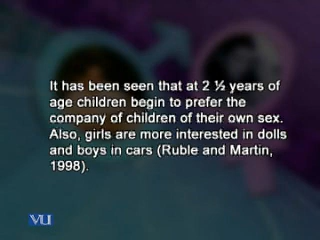 It has been seen that at 2 ½ years of
age children begin to prefer the
company of children of their own sex.
Also, girls are more interested in dolls
and boys in cars (Ruble and Martin,
1998).
VU